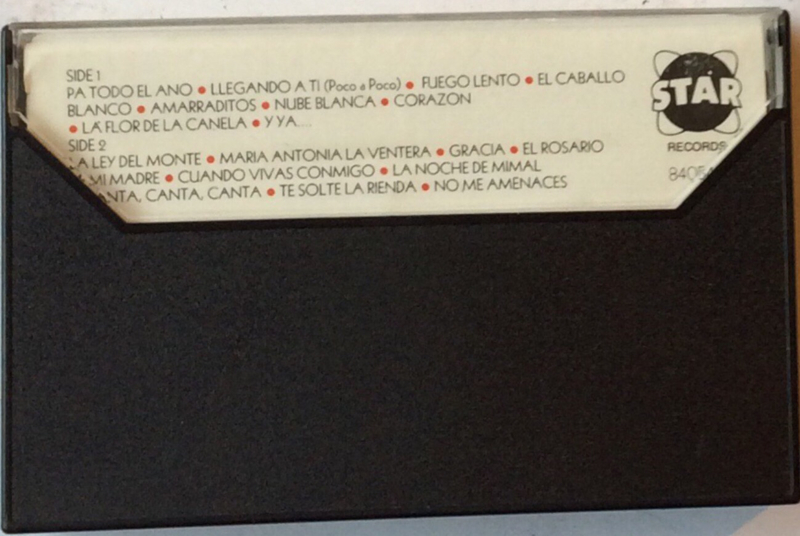 SIDE 1
PA TODO EL ANO • LLEGANDO A TI (Poco a Poco) • FUEGO LENTO • EL CABALLO
BLANCO • AMARRADITOS • NUBE BLANCA • CORAZON
• LA FLOR DE LA CANELA • Y YA....
SIDE 2
LA LEY DEL MONTE • MARIA ANTONIA LA VENTERA • GRACIA • EL ROSARIO
MI MADRE • CUANDO VIVAS CONMIGO • LA NOCHE DE MI MAL
CANTA, CANTA, CANTA • TE SOLTE LA RIENDA • NO ME AMENACES
STAR
RECORDS